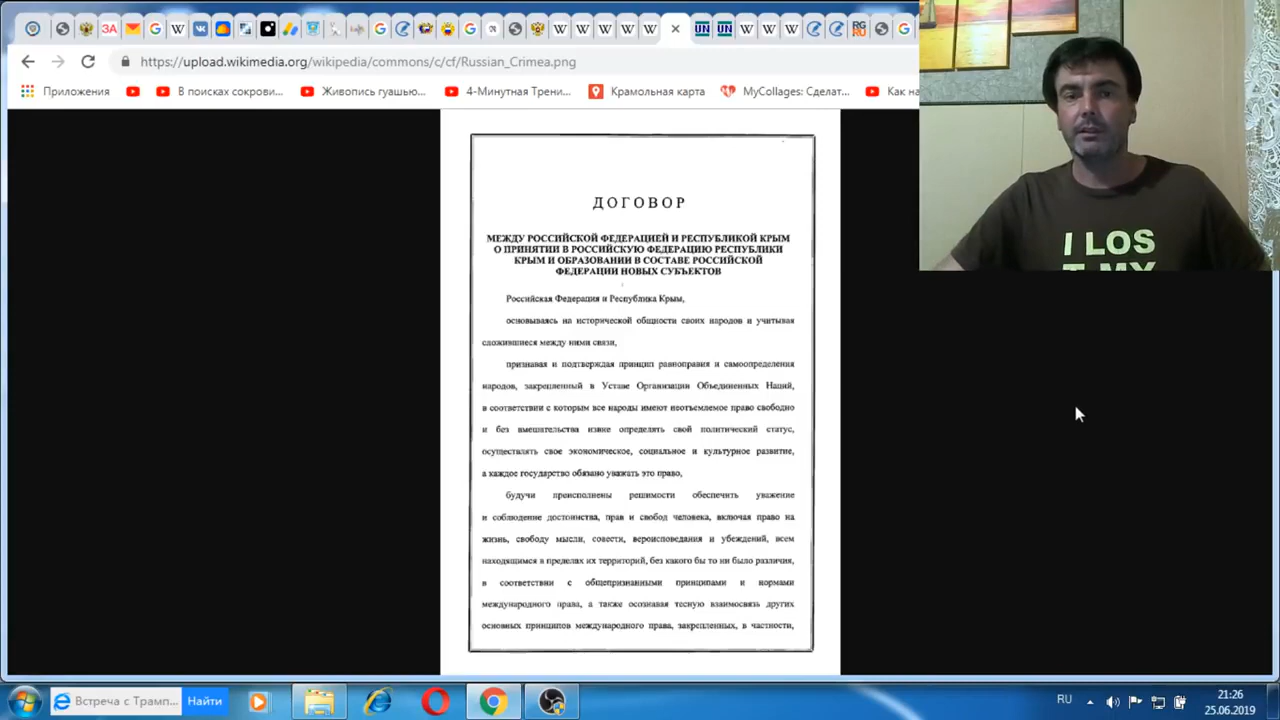 https://upload.wikimedia.org/wikipedia/commons/c/cf/Russian_Crimea.png
Приложения
В поисках сокрови...
Живопись гуашью...
4-Минутная Трени...
Крамольная карта
MyCollages: Сделат...
Как на
I LOS
T MY
ДОГОВОР
МЕЖДУ РОССИЙСКОЙ ФЕДЕРАЦИЕЙ И РЕСПУБЛИКОЙ КРЫМ
О ПРИНЯТИИ В РОССИЙСКУЮ ФЕДЕРАЦИЮ РЕСПУБЛИКИ
КРЫМ И ОБРАЗОВАНИИ В СОСТАВЕ РОССИЙСКОЙ
ФЕДЕРАЦИИ НОВЫХ СУБЪЕКТОВ
Российская Федерация и Республика Крым,
основываясь на исторической общности своих народов и учитывая
сложившиеся между ними связи,
признавая и подтверждая принцип равноправия и самоопределения
народов, закрепленный в Уставе Организации Объединенных Наций,
в соответствии с которым все народы имеют неотъемлемое право свободно
и без вмешательства извне определять свой политический статус,
осуществлять свое экономическое, социальное и культурное развитие,
а каждое государство обязано уважать это право,
будучи преисполнены решимости обеспечить уважение
и соблюдение достоинства, прав и свобод человека, включая право на
жизнь, свободу мысли, совести, вероисповедания и убеждений, всем
находящимся в пределах их территорий, без какого бы то ни было различия,
в соответствии с общепризнанными принципами и нормами
международного права, а также осознавая тесную взаимосвязь других
основных принципов международного права, закрепленных, в частности,
Встреча с Трамп...
Найти
RU
21:26
25.06.2019